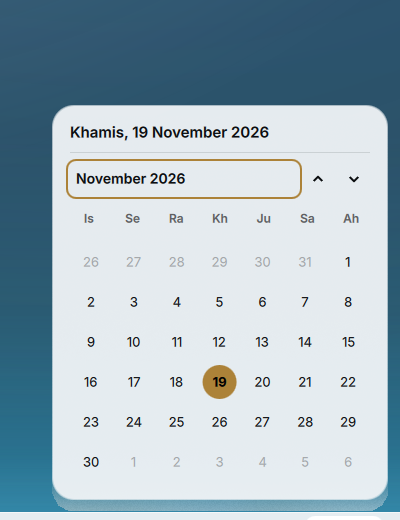 Khamis, 19 November 2026
November 2026
Is Se Ra Kh Ju Sa Ah
26 27 28 29 30 31 1
2 3 4 5 6 7 8
9 10 11 12 13 14 15
16 17 18 19 20 21 22
23 24 25 26 27 28 29
30 1 2 3 4 5 6